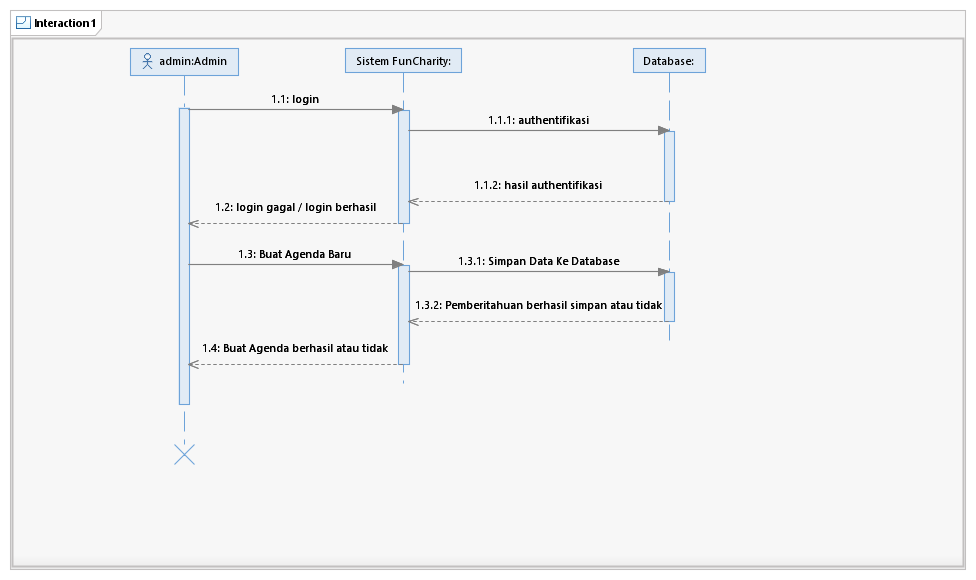 Interaction1
admin:Admin
Sistem FunCharity:
Database:
1.1: login
1.1.1: authentifikasi
1.1.2: hasil authentifikasi
1.2: login gagal / login berhasil
1.3: Buat Agenda Baru
1.3.1: Simpan Data Ke Database
1.3.2: Pemberitahuan berhasil simpan atau tidak
1.4: Buat Agenda berhasil atau tidak